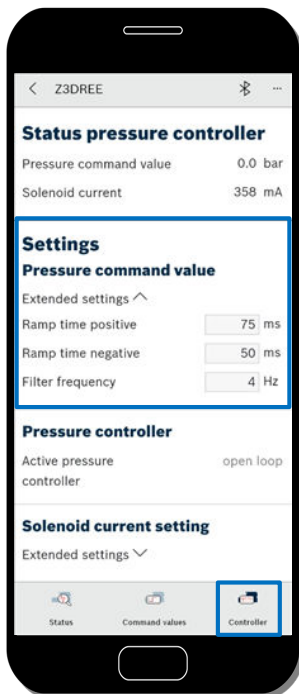 Z3DREE
Status pressure controller
Pressure command value 0.0 bar
Solenoid current 358 mA
Settings
Pressure command value
Extended settings
Ramp time positive 75 ms
Ramp time negative 50 ms
Filter frequency 4 Hz
Pressure controller
Active pressure open loop
controller
Solenoid current setting
Extended settings
Status Command values Controller